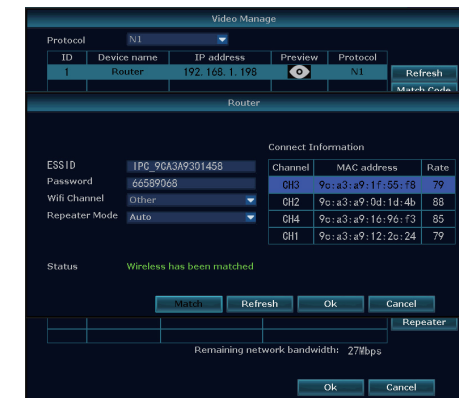 Video Manage
Protocol N1
ID Device name IP address Preview Protocol
1 Router 192.168.1.198 N1 Refresh
Match Code
Router
Connect Information
ESSID IPC_9CA3A9301458 Channel MAC address Rate
Password 66589068 CH3 9c:a3:a9:1f:55:f8 79
Wifi Channel Other CH2 9c:a3:a9:0d:1d:4b 88
Repeater Mode Auto CH4 9c:a3:a9:16:96:f3 85
CH1 9c:a3:a9:12:2c:24 79
Status Wireless has been matched
Match Refresh Ok Cancel
Repeater
Remaining network bandwidth: 27Mbps
Ok Cancel